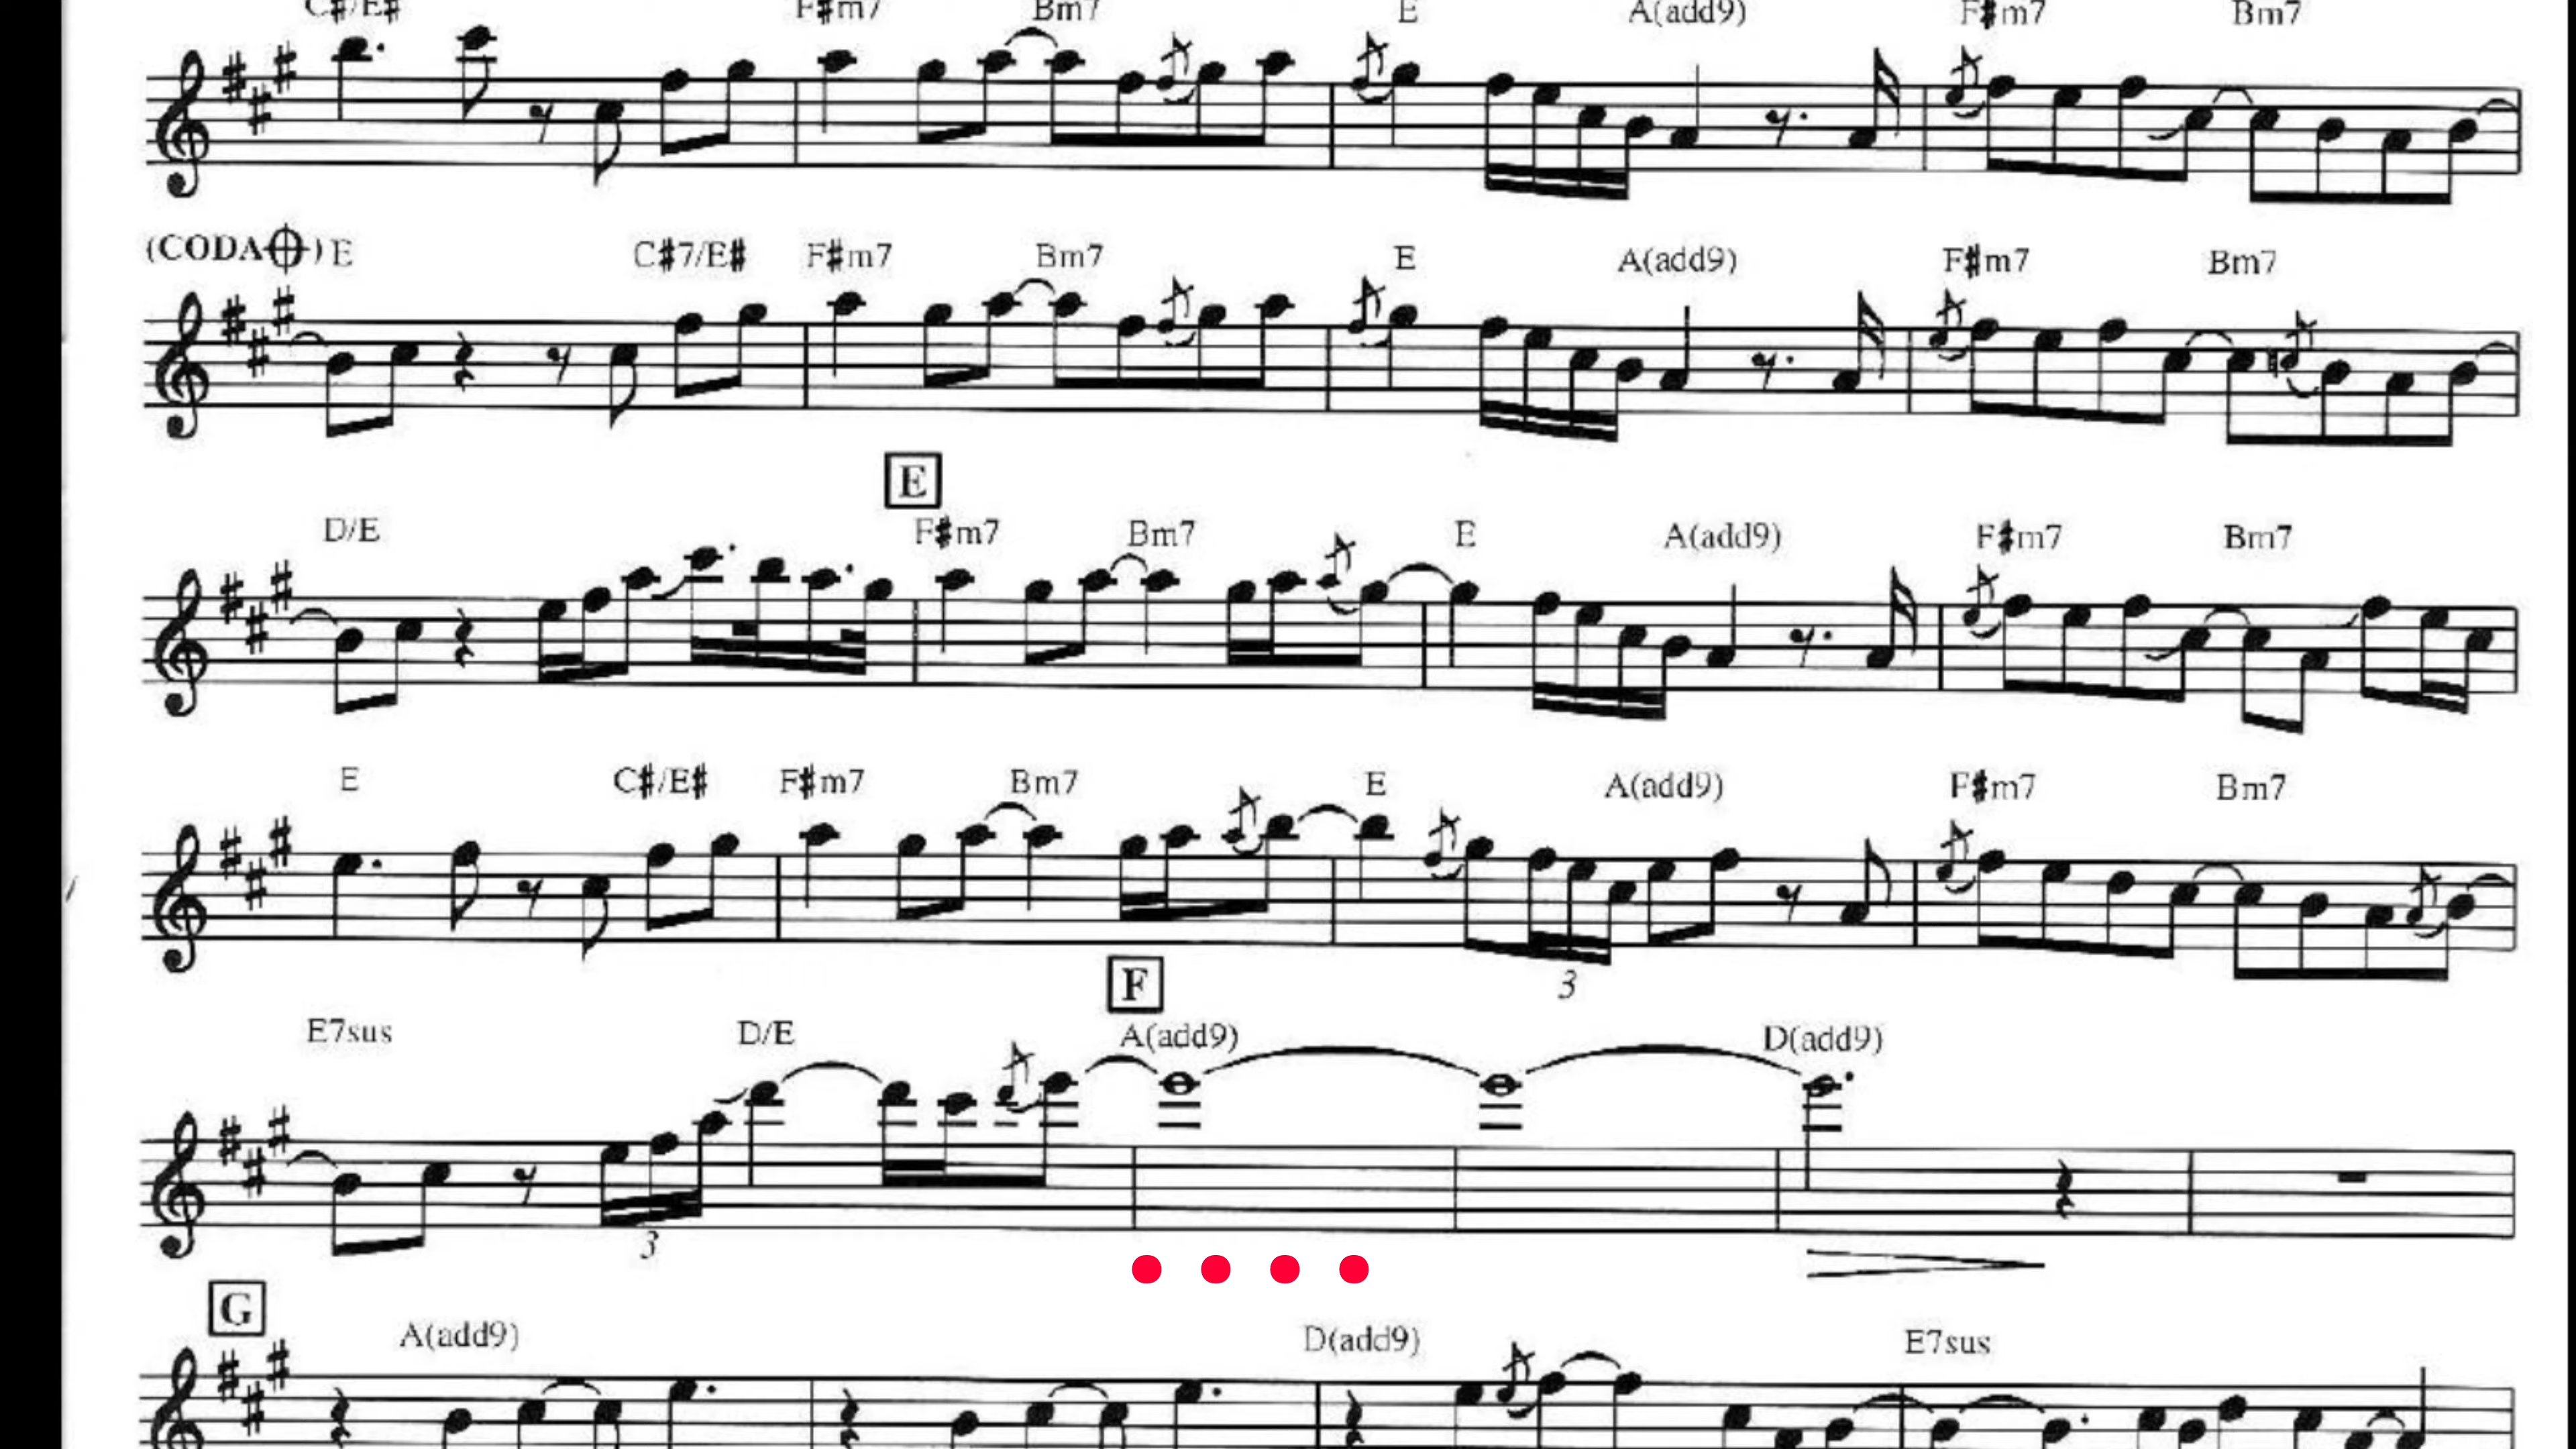 C#/E# F#m7 Bm7 E A(add9) F#m7 Bm7
(CODA) E C#7/E# F#m7 Bm7 E A(add9) F#m7 Bm7
E
D/E F#m7 Bm7 E A(add9) F#m7 Bm7
E C#/E# F#m7 Bm7 E A(add9) F#m7 Bm7
3
F
E7sus D/E A(add9) D(add9)
3
G
A(add9) D(add9) E7sus